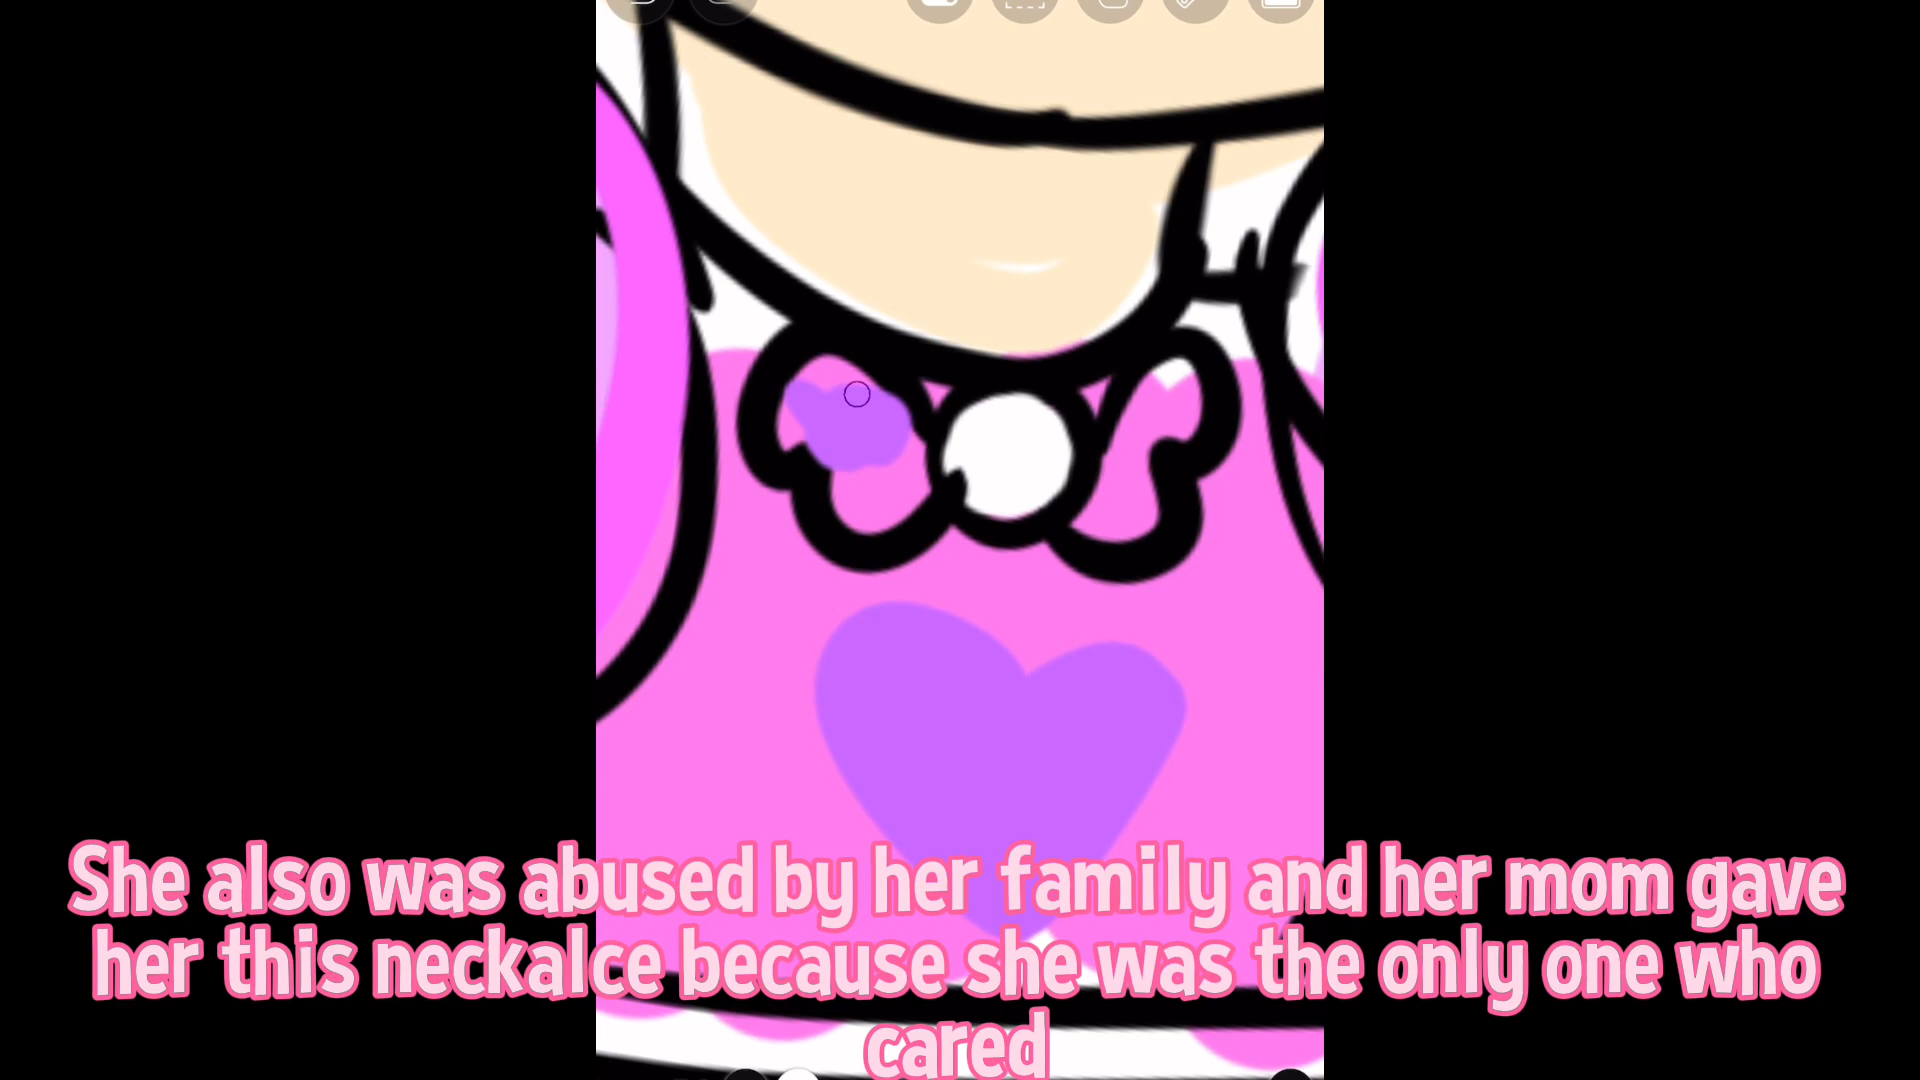 She also was abused by her family and her mom gave
her this neckalce because she was the only one who
cared